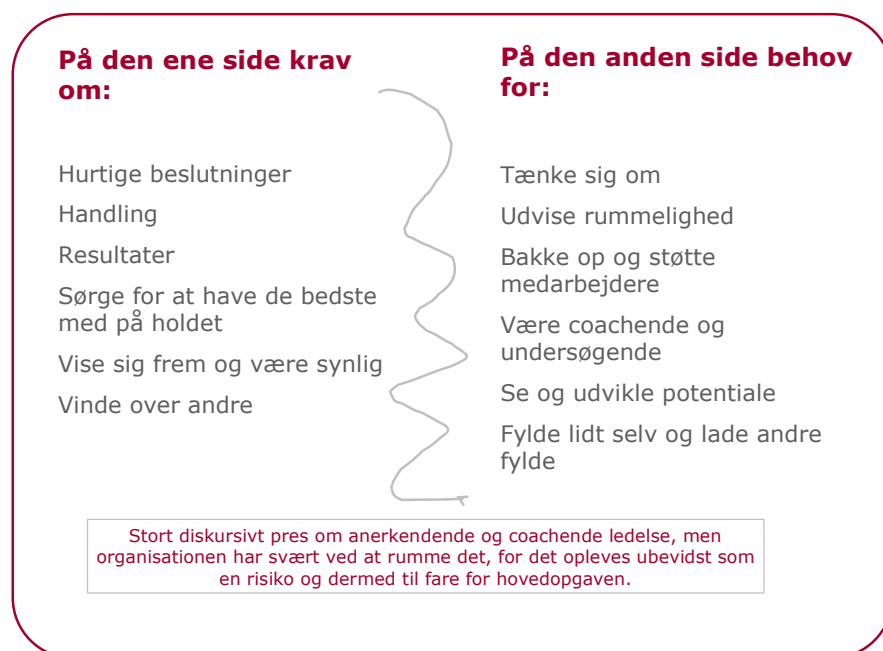 På den ene side krav
om:
Hurtige beslutninger
Handling
Resultater
Sørge for at have de bedste
med på holdet
Vise sig frem og være synlig
Vinde over andre
På den anden side behov
for:
Tænke sig om
Udvise rummelighed
Bakke op og støtte
medarbejdere
Være coachende og
undersøgende
Se og udvikle potentiale
Fylde lidt selv og lade andre
fylde
Stort diskursivt pres om anerkendende og coachende ledelse, men
organisationen har svært ved at rumme det, for det opleves ubevidst som
en risiko og dermed til fare for hovedopgaven.